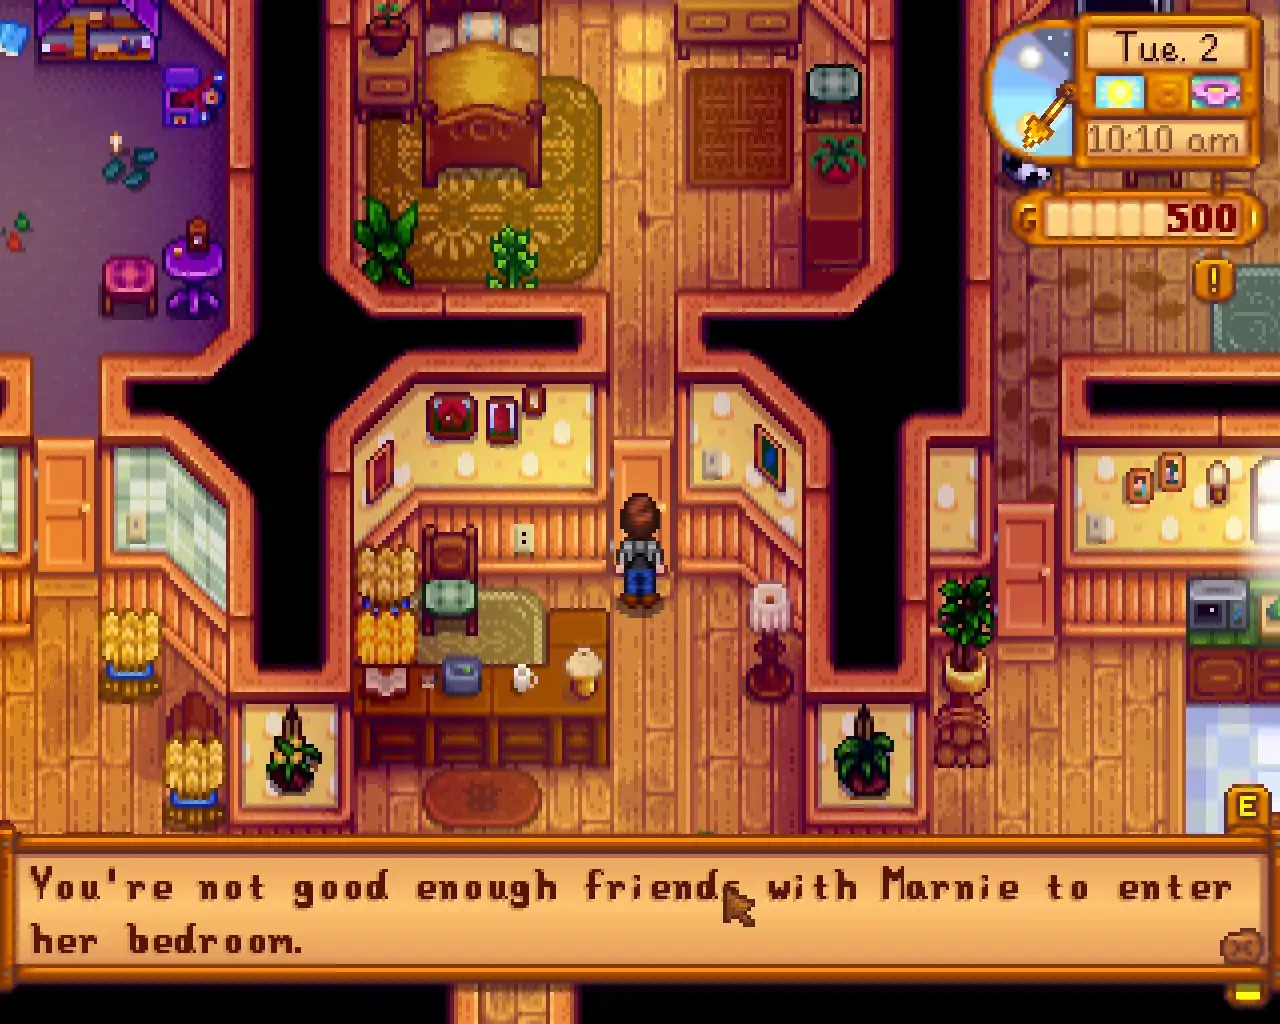 Tue. 2
10:10 am
G 500
!
E
You're not good enough friends with Marnie to enter
her bedroom.